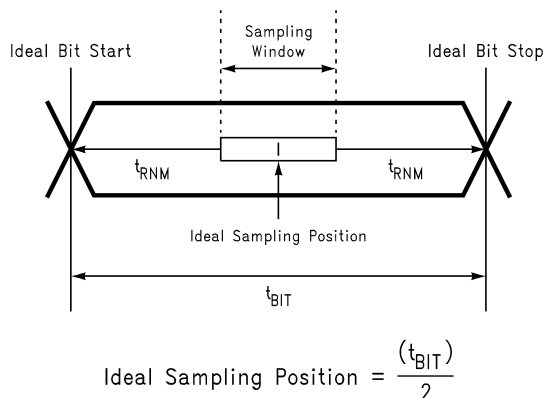 Sampling
Window
Ideal Bit Start
Ideal Bit Stop
tRNM
tRNM
Ideal Sampling Position
tBIT
Ideal Sampling Position = (tBIT)
2